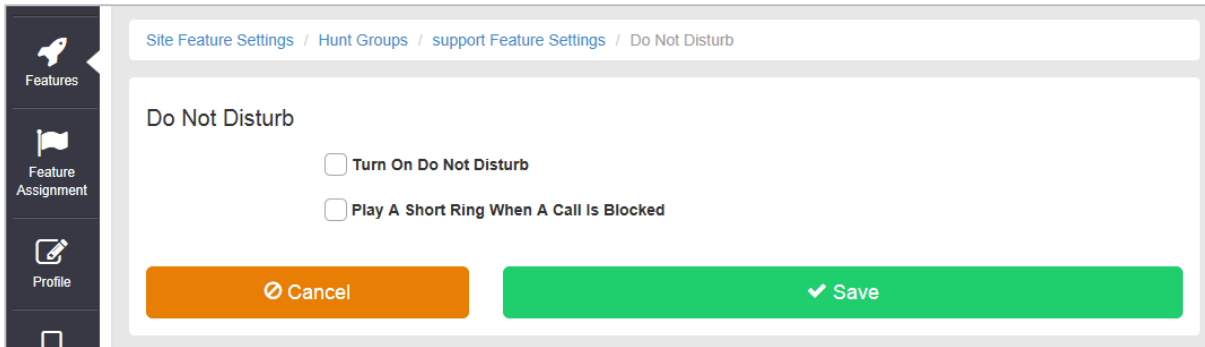 Features
Feature
Assignment
Profile
Site Feature Settings / Hunt Groups / support Feature Settings / Do Not Disturb
Do Not Disturb
Turn On Do Not Disturb
Play A Short Ring When A Call Is Blocked
Cancel
Save